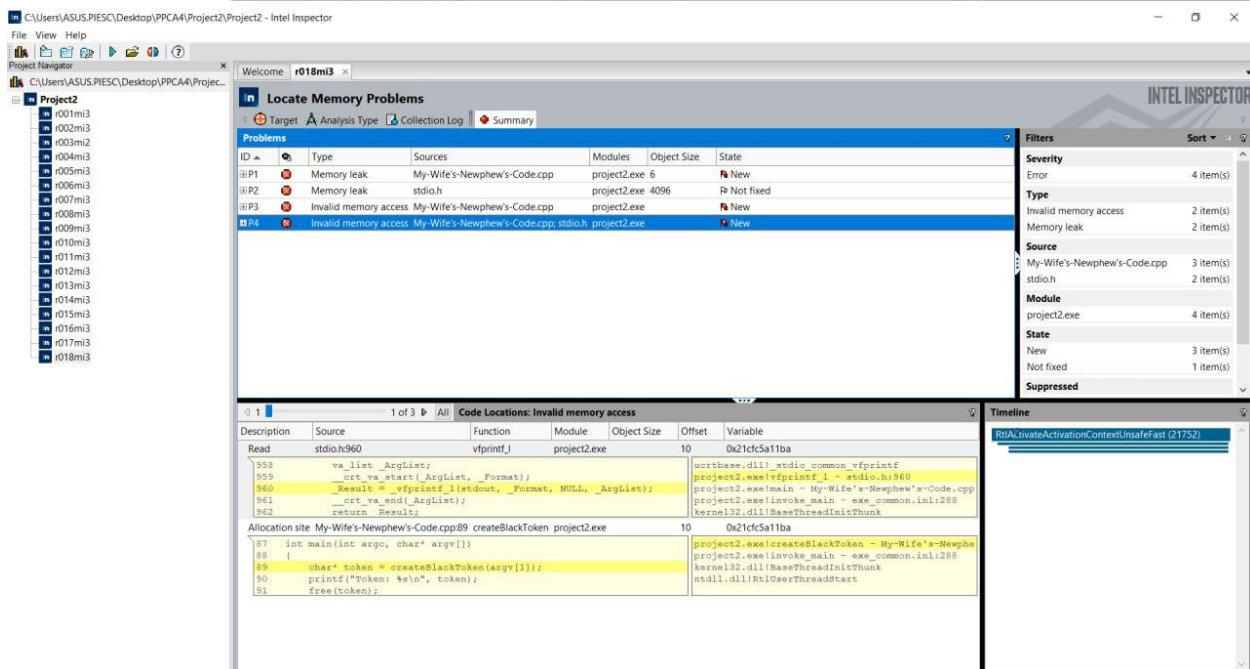 C:\Users\ASUS.PIESC\Desktop\PPCA4\Project2\Project2 - Intel Inspector
File View Help
Project Navigator
C:\Users\ASUS.PIESC\Desktop\PPCA4\Projec...
Project2
r001mi3
r002mi3
r003mi2
r004mi3
r005mi3
r006mi3
r007mi3
r008mi3
r009mi3
r010mi3
r011mi3
r012mi3
r013mi3
r014mi3
r015mi3
r016mi3
r017mi3
r018mi3
Welcome r018mi3
Locate Memory Problems
INTEL INSPECTOR
Target Analysis Type Collection Log Summary
Problems
ID Type Sources Modules Object Size State
P1 Memory leak My-Wife's-Newphew's-Code.cpp project2.exe 6 New
P2 Memory leak stdio.h project2.exe 4096 Not fixed
P3 Invalid memory access My-Wife's-Newphew's-Code.cpp project2.exe New
P4 Invalid memory access My-Wife's-Newphew's-Code.cpp; stdio.h project2.exe New
Filters Sort
Severity
Error 4 item(s)
Type
Invalid memory access 2 item(s)
Memory leak 2 item(s)
Source
My-Wife's-Newphew's-Code.cpp 3 item(s)
stdio.h 2 item(s)
Module
project2.exe 4 item(s)
State
New 3 item(s)
Not fixed 1 item(s)
Suppressed
1 1 of 3 All Code Locations: Invalid memory access
Description Source Function Module Object Size Offset Variable
Read stdio.h:960 vfprintf_l project2.exe 10 0x21cfc5a11ba
958 va_list _ArgList;
959 __crt_va_start(_ArgList, _Format);
960 _Result = _vfprintf_l(stdout, _Format, NULL, _ArgList);
961 __crt_va_end(_ArgList);
962 return _Result;
ucrtbase.dll!_stdio_common_vfprintf
project2.exe!vfprintf_l - stdio.h:960
project2.exe!main - My-Wife's-Newphew's-Code.cpp
project2.exe!invoke_main - exe_common.inl:288
kernel32.dll!BaseThreadInitThunk
Allocation site My-Wife's-Newphew's-Code.cpp:89 createBlackToken project2.exe 10 0x21cfc5a11ba
87 int main(int argc, char* argv[])
88 {
89 char* token = createBlackToken(argv[1]);
90 printf("Token: %s\n", token);
91 free(token);
project2.exe!createBlackToken - My-Wife's-Newphe
project2.exe!invoke_main - exe_common.inl:288
kernel32.dll!BaseThreadInitThunk
ntdll.dll!RtlUserThreadStart
Timeline
RtlActivateActivationContextUnsafeFast (21752)